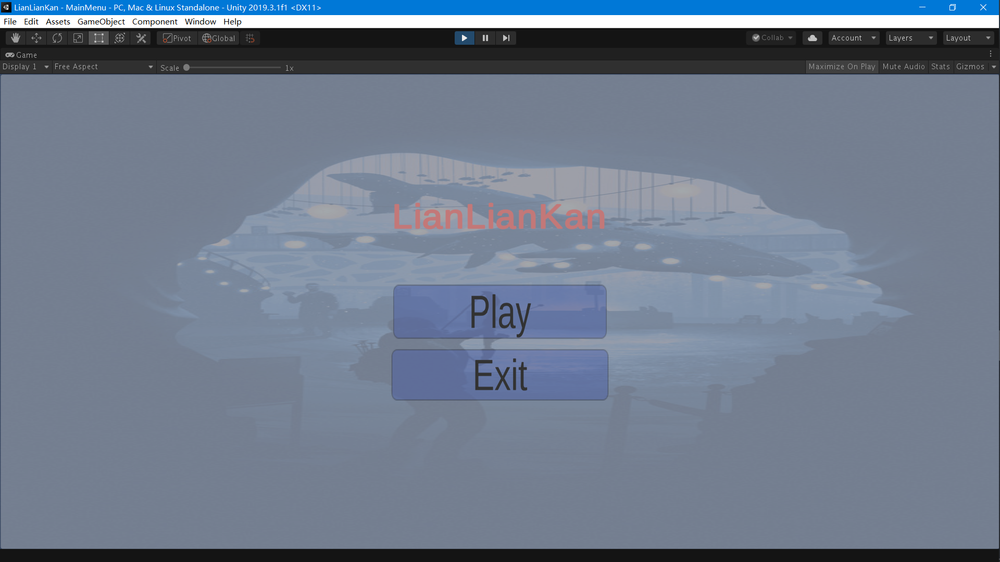 LianLianKan - MainMenu - PC, Mac & Linux Standalone - Unity 2019.3.1f1 <DX11>
File Edit Assets GameObject Component Window Help
Pivot Global Collab Account Layers Layout
Game
Display 1 Free Aspect Scale 1x Maximize On Play Mute Audio Stats Gizmos
LianLianKan
Play
Exit